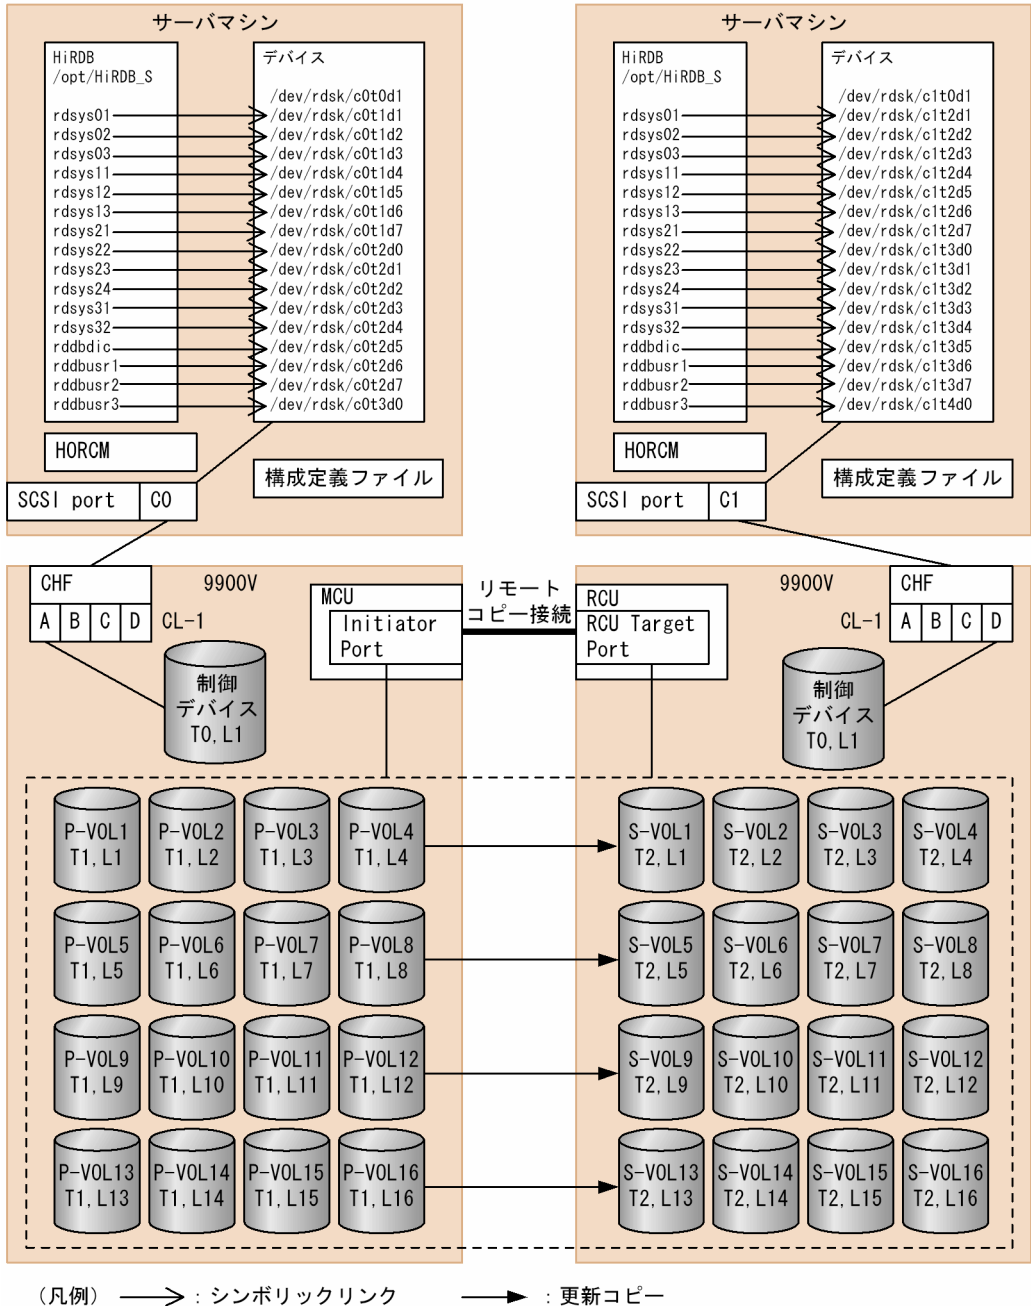 サーバマシン
HiRDB
/opt/HiRDB_S
rdsys01
rdsys02
rdsys03
rdsys11
rdsys12
rdsys13
rdsys21
rdsys22
rdsys23
rdsys24
rdsys31
rdsys32
rddbdic
rddbusr1
rddbusr2
rddbusr3
デバイス
/dev/rdsk/c0t0d1
/dev/rdsk/c0t1d1
/dev/rdsk/c0t1d2
/dev/rdsk/c0t1d3
/dev/rdsk/c0t1d4
/dev/rdsk/c0t1d5
/dev/rdsk/c0t1d6
/dev/rdsk/c0t1d7
/dev/rdsk/c0t2d0
/dev/rdsk/c0t2d1
/dev/rdsk/c0t2d2
/dev/rdsk/c0t2d3
/dev/rdsk/c0t2d4
/dev/rdsk/c0t2d5
/dev/rdsk/c0t2d6
/dev/rdsk/c0t2d7
/dev/rdsk/c0t3d0
HORCM
構成定義ファイル
SCSI port C0
サーバマシン
HiRDB
/opt/HiRDB_S
rdsys01
rdsys02
rdsys03
rdsys11
rdsys12
rdsys13
rdsys21
rdsys22
rdsys23
rdsys24
rdsys31
rdsys32
rddbdic
rddbusr1
rddbusr2
rddbusr3
デバイス
/dev/rdsk/c1t0d1
/dev/rdsk/c1t2d1
/dev/rdsk/c1t2d2
/dev/rdsk/c1t2d3
/dev/rdsk/c1t2d4
/dev/rdsk/c1t2d5
/dev/rdsk/c1t2d6
/dev/rdsk/c1t2d7
/dev/rdsk/c1t3d0
/dev/rdsk/c1t3d1
/dev/rdsk/c1t3d2
/dev/rdsk/c1t3d3
/dev/rdsk/c1t3d4
/dev/rdsk/c1t3d5
/dev/rdsk/c1t3d6
/dev/rdsk/c1t3d7
/dev/rdsk/c1t4d0
HORCM
構成定義ファイル
SCSI port C1
CHF
A B C D
CL-1
9900V
MCU
Initiator
Port
リモート
コピー接続
RCU
RCU Target
Port
9900V
CHF
CL-1
A B C D
制御
デバイス
T0,L1
制御
デバイス
T0,L1
P-VOL1
T1,L1
P-VOL2
T1,L2
P-VOL3
T1,L3
P-VOL4
T1,L4
S-VOL1
T2,L1
S-VOL2
T2,L2
S-VOL3
T2,L3
S-VOL4
T2,L4
P-VOL5
T1,L5
P-VOL6
T1,L6
P-VOL7
T1,L7
P-VOL8
T1,L8
S-VOL5
T2,L5
S-VOL6
T2,L6
S-VOL7
T2,L7
S-VOL8
T2,L8
P-VOL9
T1,L9
P-VOL10
T1,L10
P-VOL11
T1,L11
P-VOL12
T1,L12
S-VOL9
T2,L9
S-VOL10
T2,L10
S-VOL11
T2,L11
S-VOL12
T2,L12
P-VOL13
T1,L13
P-VOL14
T1,L14
P-VOL15
T1,L15
P-VOL16
T1,L16
S-VOL13
T2,L13
S-VOL14
T2,L14
S-VOL15
T2,L15
S-VOL16
T2,L16
（凡例） ：シンボリックリンク ：更新コピー